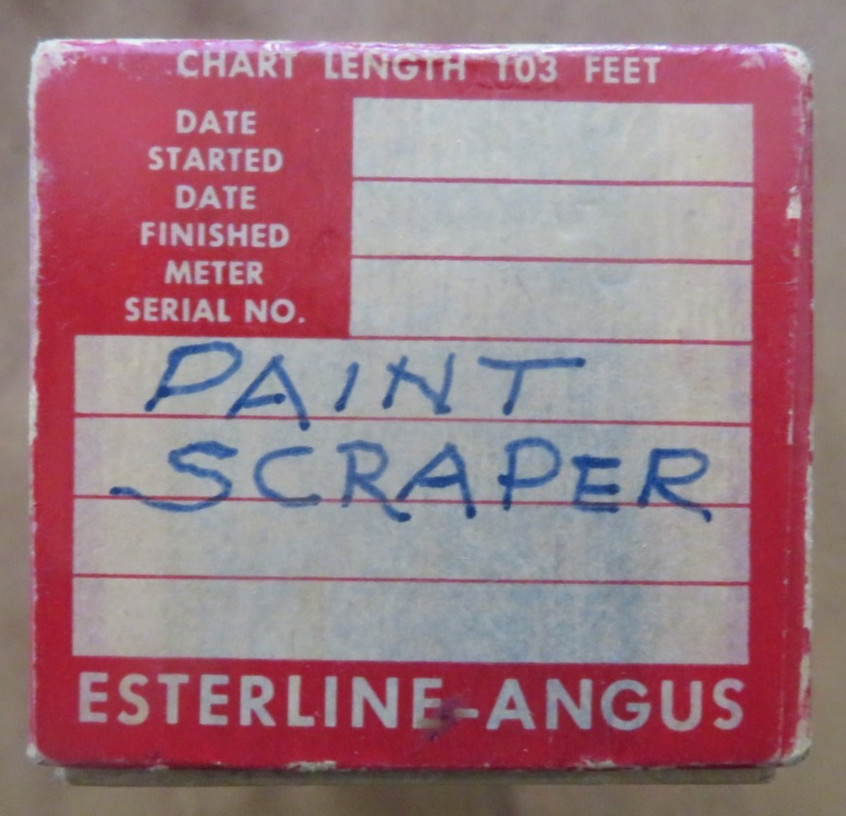 CHART LENGTH 103 FEET
DATE
STARTED
DATE
FINISHED
METER
SERIAL NO.
PAINT
SCRAPER
ESTERLINE-ANGUS